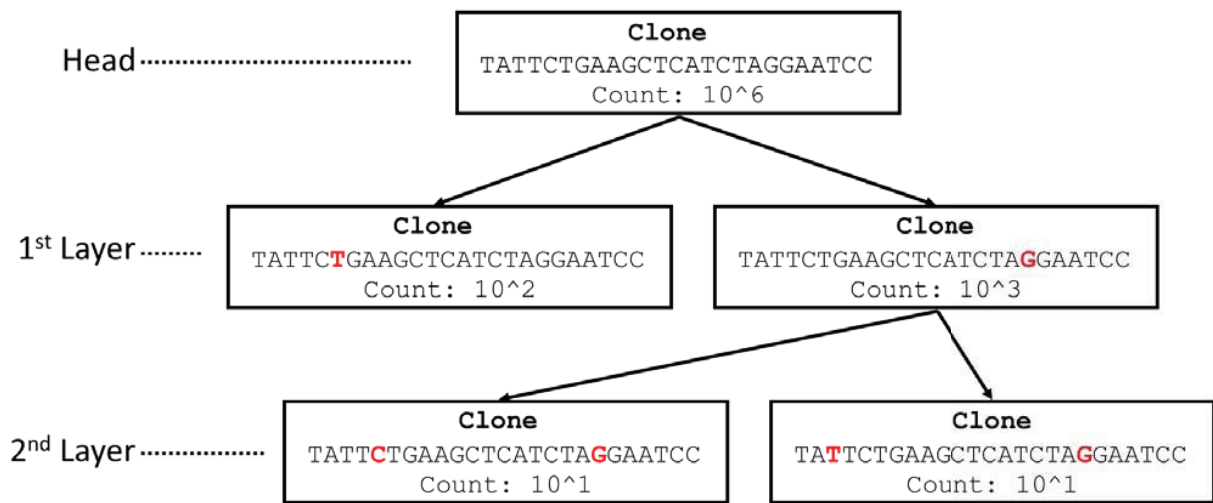 Head
Clone
TATTCTGAAGCTCATCTAGGAATCC
Count: 10^6
1st Layer
Clone
TATTCTGAAGCTCATCTAGGAATCC
Count: 10^2
Clone
TATTCTGAAGCTCATCTAGGAATCC
Count: 10^3
2nd Layer
Clone
TATTCTGAAGCTCATCTAGGAATCC
Count: 10^1
Clone
TATTCTGAAGCTCATCTAGGAATCC
Count: 10^1